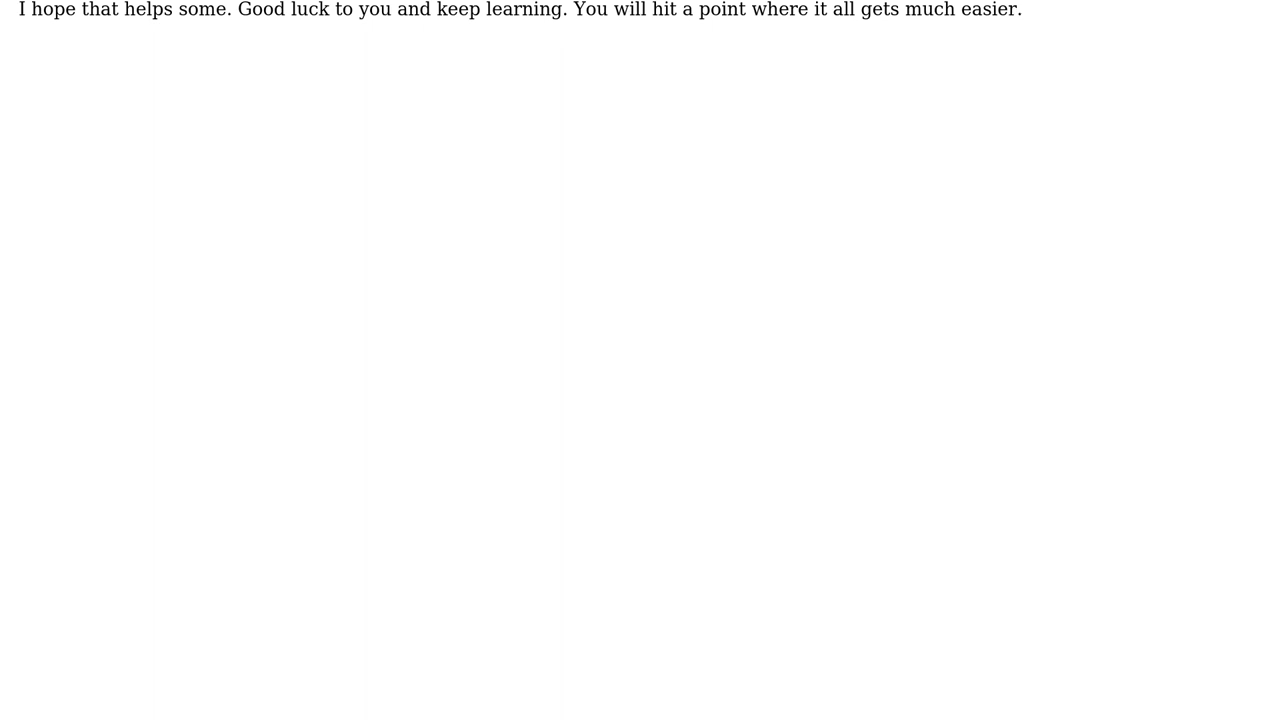 I hope that helps some. Good luck to you and keep learning. You will hit a point where it all gets much easier.